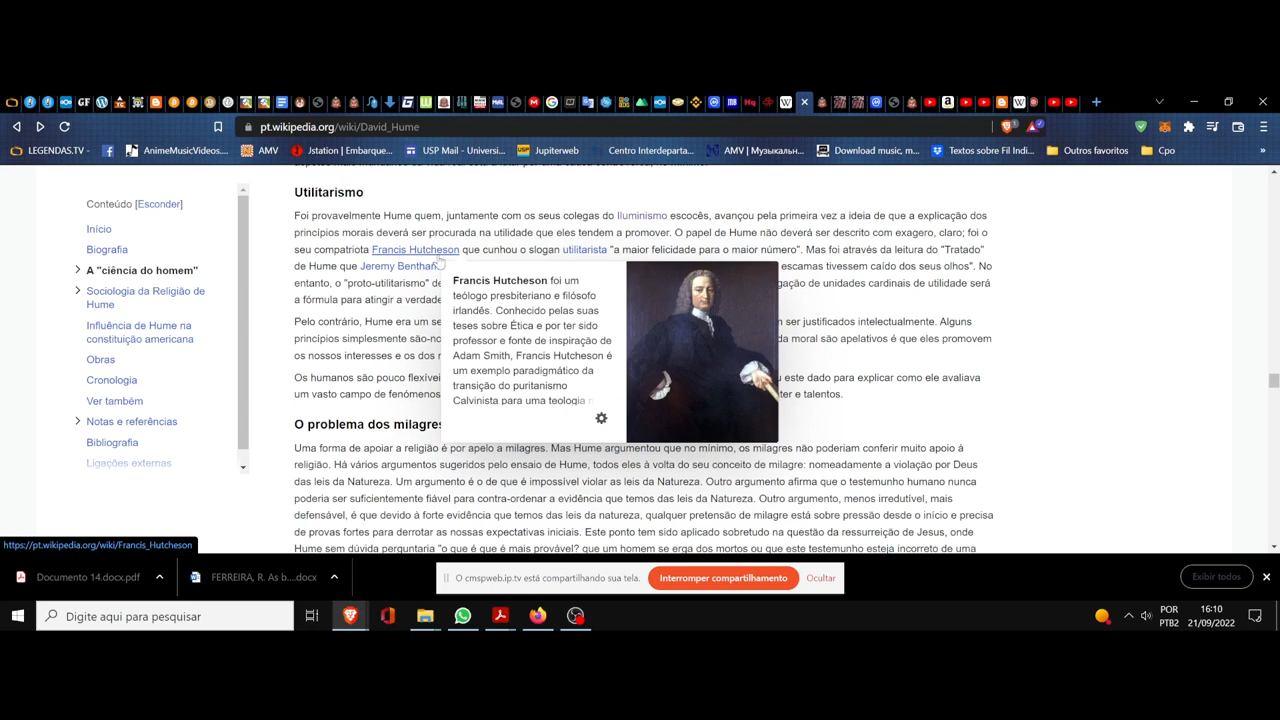 pt.wikipedia.org/wiki/David_Hume
LEGENDAS.TV
AnimeMusicVideos...
AMV
Jstation | Embarque...
USP Mail - Universi...
Jupiterweb
Centro Interdeparta...
AMV | Музыкальн...
Download music, m...
Textos sobre Fil Indi...
Outros favoritos
Cpo
Conteúdo [Esconder]
Início
Biografia
A "ciência do homem"
Sociologia da Religião de
Hume
Influência de Hume na
constituição americana
Obras
Cronologia
Ver também
Notas e referências
Bibliografia
Ligações externas
Utilitarismo
Foi provavelmente Hume quem, juntamente com os seus colegas do Iluminismo escocês, avançou pela primeira vez a ideia de que a explicação dos
princípios morais deverá ser procurada na utilidade que eles tendem a promover. O papel de Hume não deverá ser descrito com exagero, claro; foi o
seu compatriota Francis Hutcheson que cunhou o slogan utilitarista "a maior felicidade para o maior número". Mas foi através da leitura do "Tratado"
de Hume que Jeremy Bentham escamas tivessem caído dos seus olhos". No
entanto, o "proto-utilitarismo" de gação de unidades cardinais de utilidade será
a fórmula para atingir a verdade
Pelo contrário, Hume era um se ser justificados intelectualmente. Alguns
princípios simplesmente são-no da moral são apelativos é que eles promovem
os nossos interesses e os dos
Os humanos são pouco flexívei este dado para explicar como ele avaliava
um vasto campo de fenómenos ter e talentos.
Francis Hutcheson foi um
teólogo presbiteriano e filósofo
irlandês. Conhecido pelas suas
teses sobre Ética e por ter sido
professor e fonte de inspiração de
Adam Smith, Francis Hutcheson é
um exemplo paradigmático da
transição do puritanismo
Calvinista para uma teologia
O problema dos milagres
Uma forma de apoiar a religião é por apelo a milagres. Mas Hume argumentou que no mínimo, os milagres não poderiam conferir muito apoio à
religião. Há vários argumentos sugeridos pelo ensaio de Hume, todos eles à volta do seu conceito de milagre: nomeadamente a violação por Deus
das leis da Natureza. Um argumento é o de que é impossível violar as leis da Natureza. Outro argumento afirma que o testemunho humano nunca
poderia ser suficientemente fiável para contra-ordenar a evidência que temos das leis da Natureza. Outro argumento, menos irredutível, mais
defensável, é que devido à forte evidência que temos das leis da natureza, qualquer pretensão de milagre está sobre pressão desde o início e precisa
de provas fortes para derrotar as nossas expectativas iniciais. Este ponto tem sido aplicado sobretudo na questão da ressurreição de Jesus, onde
Hume sem dúvida perguntaria "o que é que é mais provável? que um homem se erga dos mortos ou que este testemunho esteja incorreto de uma
https://pt.wikipedia.org/wiki/Francis_Hutcheson
Documento 14.docx.pdf
FERREIRA, R. As b....docx
O cmspweb.ip.tv está compartilhando sua tela.
Interromper compartilhamento
Ocultar
Exibir todos
Digite aqui para pesquisar
POR
PTB2
16:10
21/09/2022